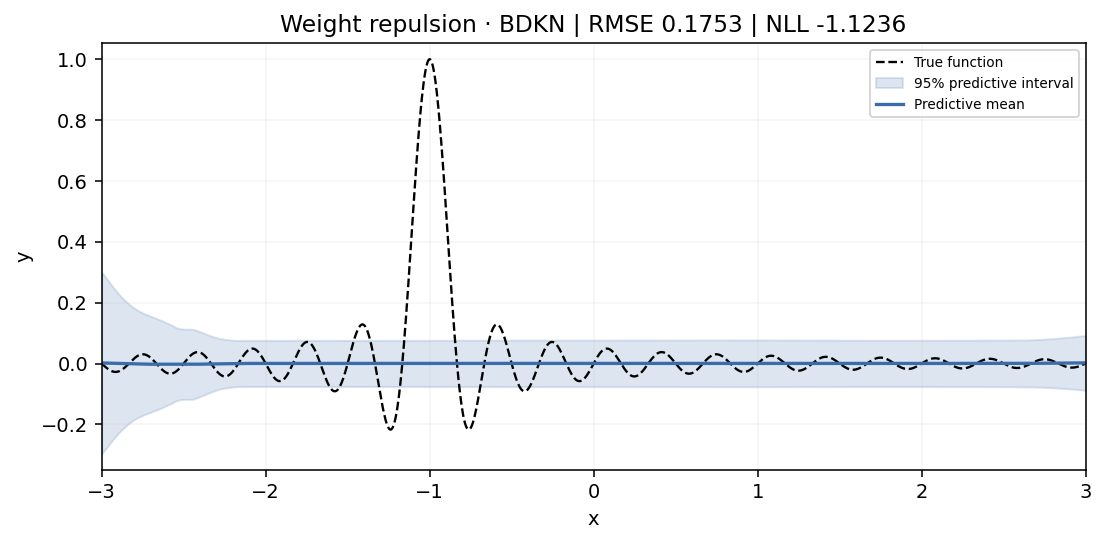 Weight repulsion · BDKN | RMSE 0.1753 | NLL -1.1236
True function
95% predictive interval
Predictive mean
1.0
0.8
0.6
0.4
0.2
0.0
−0.2
y
−3
−2
−1
0
1
2
3
x